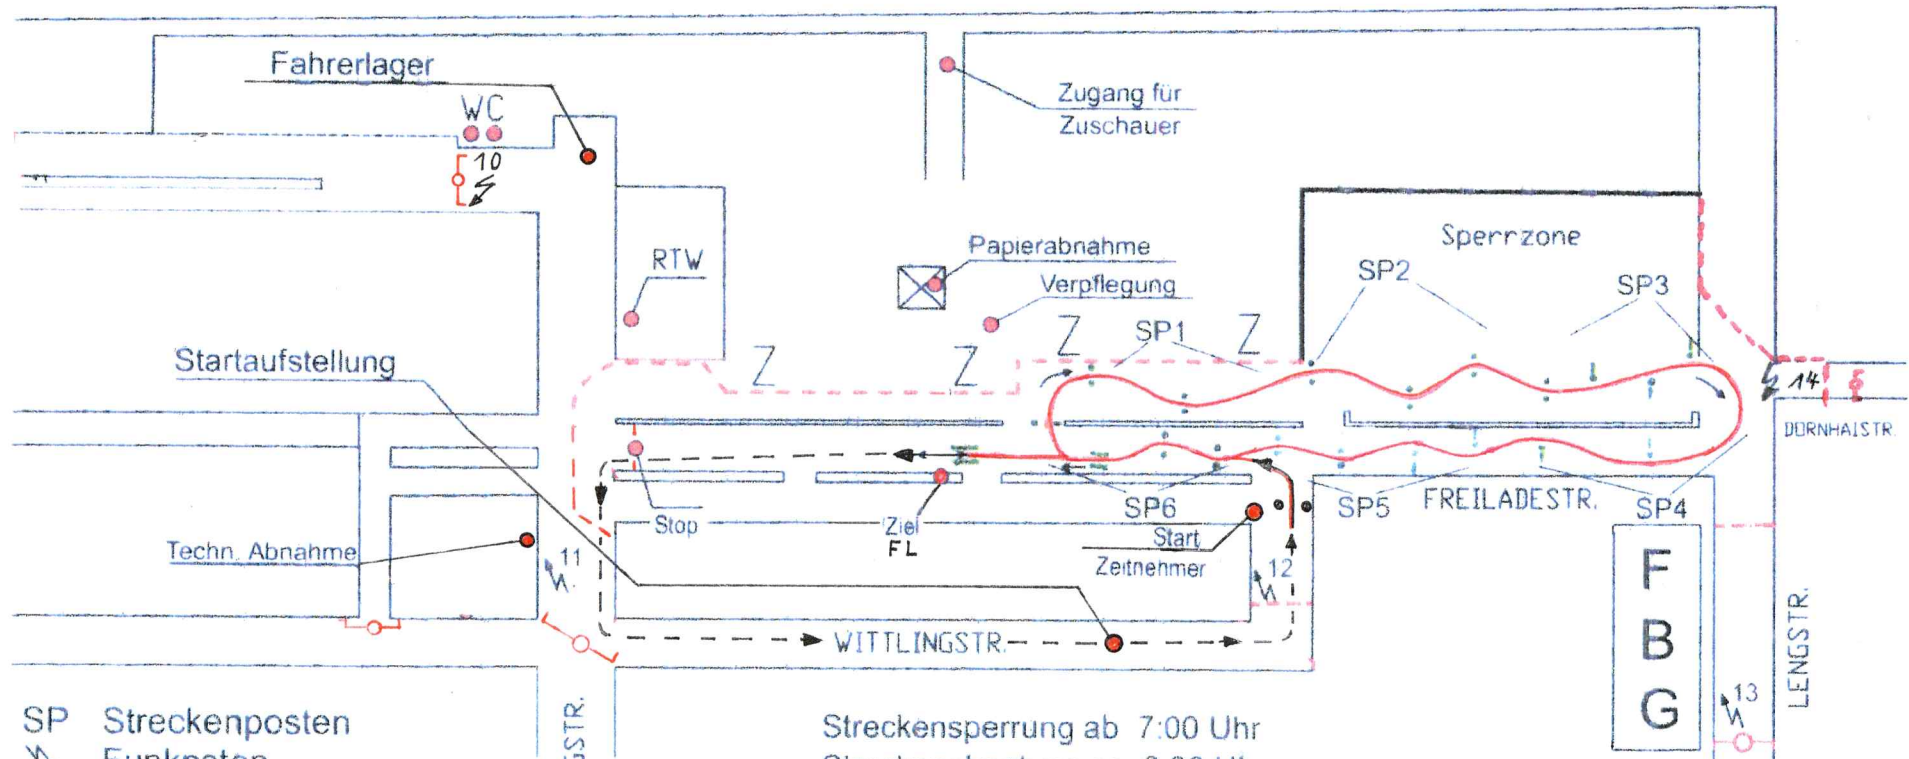 Fahrerlager
WC
10
Zugang für
Zuschauer
RTW
Papierabnahme
Verpflegung
Sperrzone
SP2
SP3
Startaufstellung
Z
Z
Z
SP1
Z
14
DORNHAISTR.
Stop
Ziel
FL
SP6
SP5
FREILADESTR.
SP4
Start
Zeitnehmer
Techn. Abnahme
11
12
WITTLINGSTR.
F
B
G
LENGSTR.
13
SP Streckenposten
Streckensperrung ab 7:00 Uhr